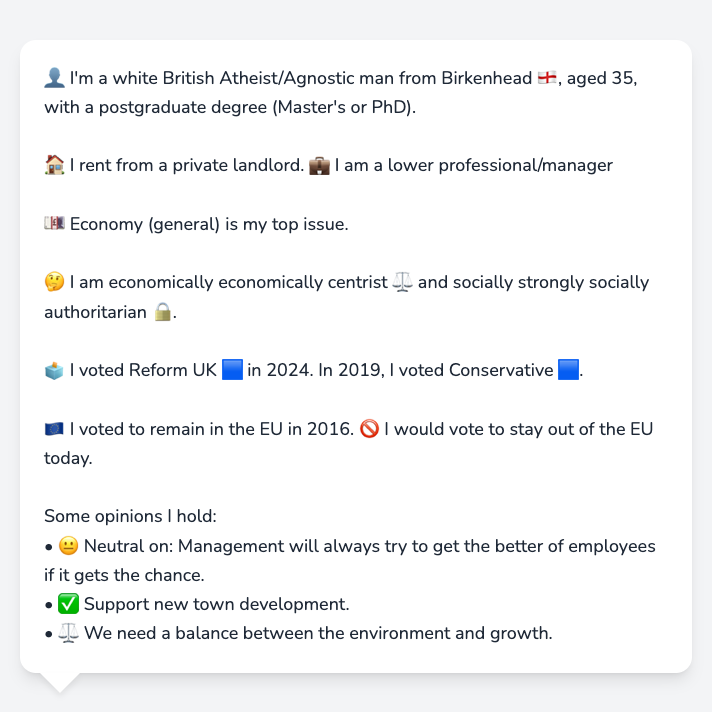 👤 I'm a white British Atheist/Agnostic man from Birkenhead 🏴󠁧󠁢󠁥󠁮󠁧󠁿, aged 35,
with a postgraduate degree (Master's or PhD).
🏠 I rent from a private landlord. 💼 I am a lower professional/manager
💷 Economy (general) is my top issue.
🤔 I am economically economically centrist ⚖️ and socially strongly socially
authoritarian 🔒.
🗳️ I voted Reform UK 🟦 in 2024. In 2019, I voted Conservative 🟦.
🇪🇺 I voted to remain in the EU in 2016. 🚫 I would vote to stay out of the EU
today.
Some opinions I hold:
• 😐 Neutral on: Management will always try to get the better of employees
if it gets the chance.
• ✅ Support new town development.
• ⚖️ We need a balance between the environment and growth.